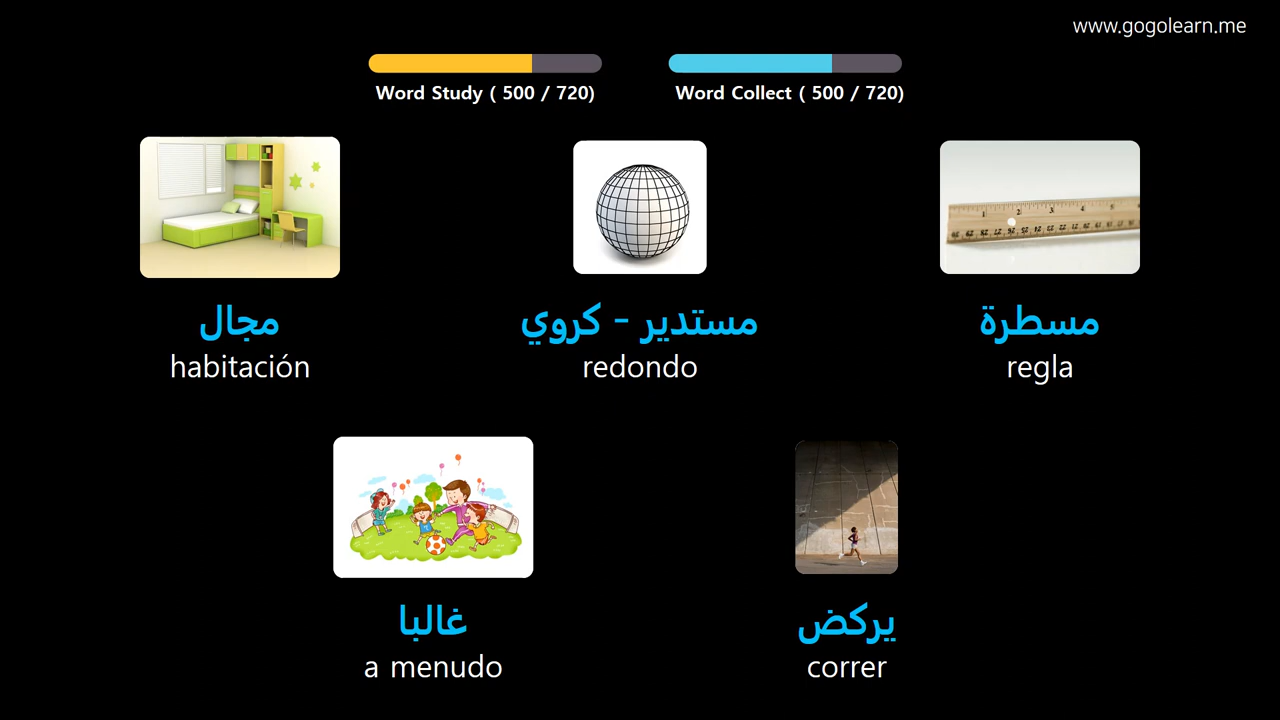 www.gogolearn.me
Word Study ( 500 / 720)
Word Collect ( 500 / 720)
مجال
habitación
مستدير - كروي
redondo
مسطرة
regla
غالبا
a menudo
يركض
correr